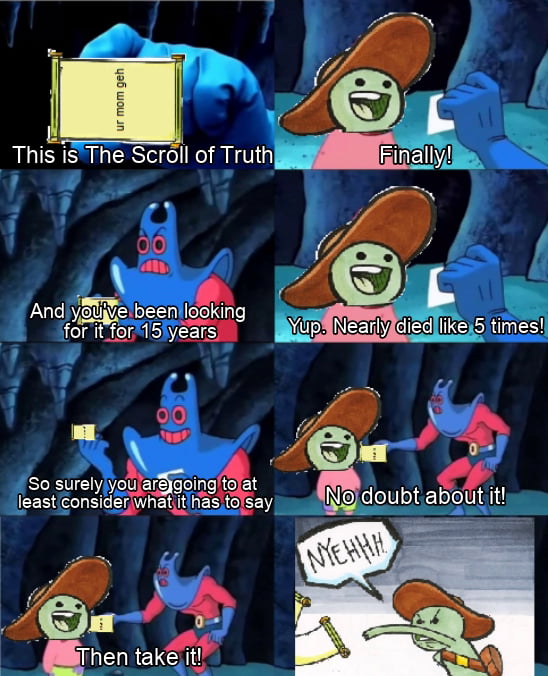 ur mom geh
This is The Scroll of Truth
Finally!
And you've been looking
for it for 15 years
Yup. Nearly died like 5 times!
So surely you are going to at
least consider what it has to say
No doubt about it!
Then take it!
NYEHHH.